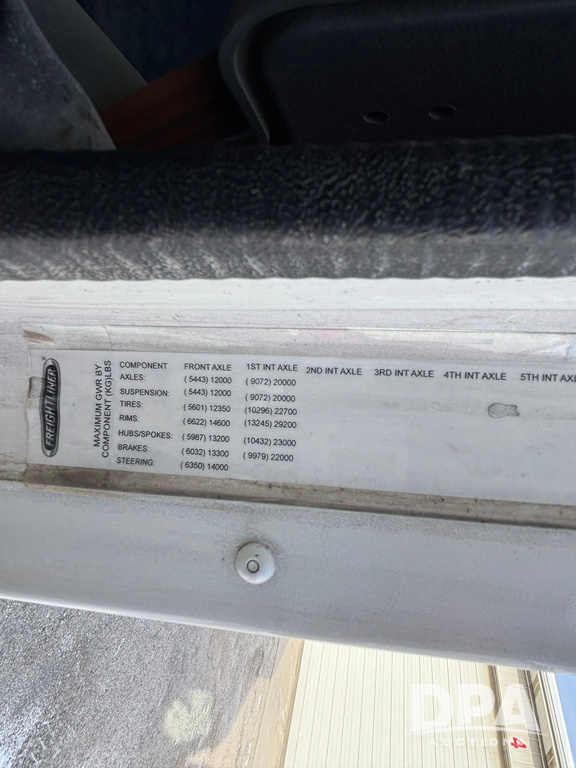 FREIGHTLINER
MAXIMUM GWR BY
COMPONENT (KG)LBS
COMPONENT FRONT AXLE 1ST INT AXLE 2ND INT AXLE 3RD INT AXLE 4TH INT AXLE 5TH INT AXL
AXLES: ( 5443) 12000 ( 9072) 20000
SUSPENSION: ( 5443) 12000 ( 9072) 20000
TIRES: ( 5601) 12350 (10296) 22700
RIMS: ( 6622) 14600 (13245) 29200
HUBS/SPOKES: ( 5987) 13200 (10432) 23000
BRAKES: ( 6032) 13300 ( 9979) 22000
STEERING: ( 6350) 14000
4
DPA
AUCTIONS